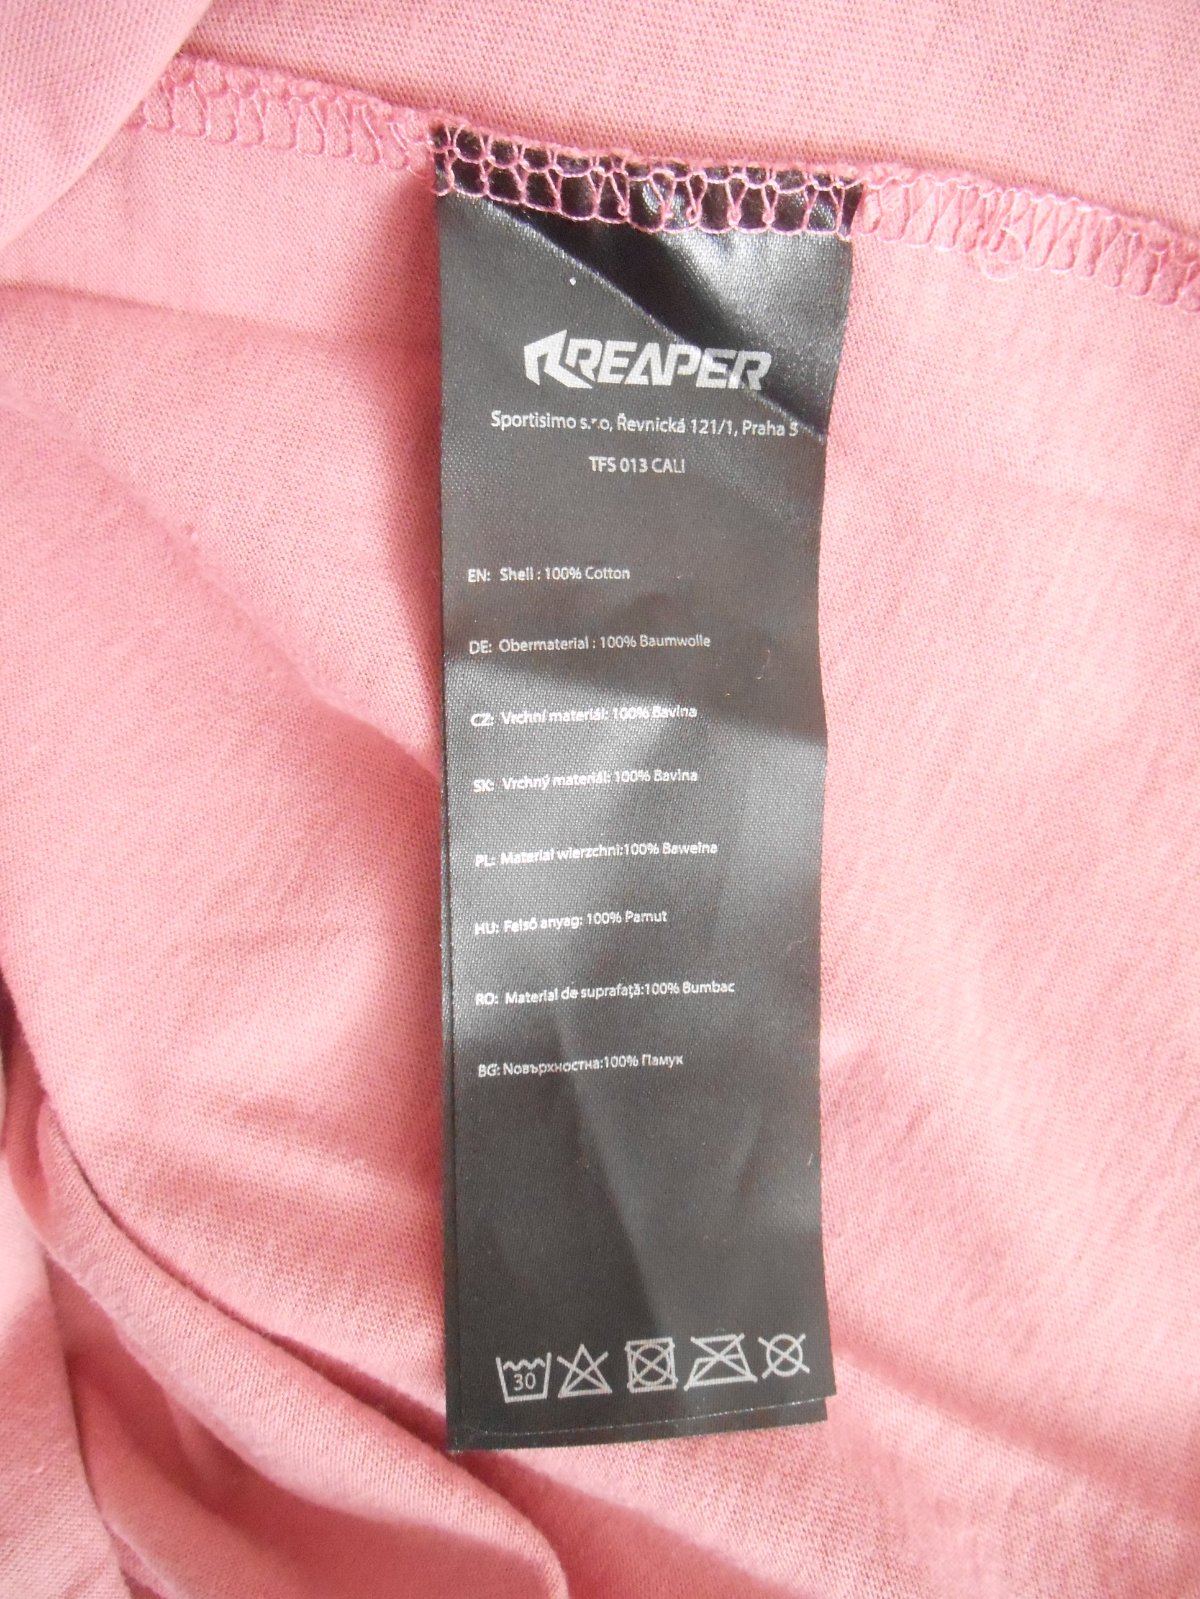 REAPER
Sportisimo s.r.o, Řevnická 121/1, Praha 5
TFS 013 CALI
EN: Shell : 100% Cotton
DE: Obermaterial : 100% Baumwolle
CZ: Vrchní materiál: 100% Bavlna
SK: Vrchný materiál: 100% Bavlna
PL: Materiał wierzchni:100% Bawełna
HU: Felső anyag: 100% Pamut
RO: Material de suprafață:100% Bumbac
BG: Nовърхностна:100% Памук
30